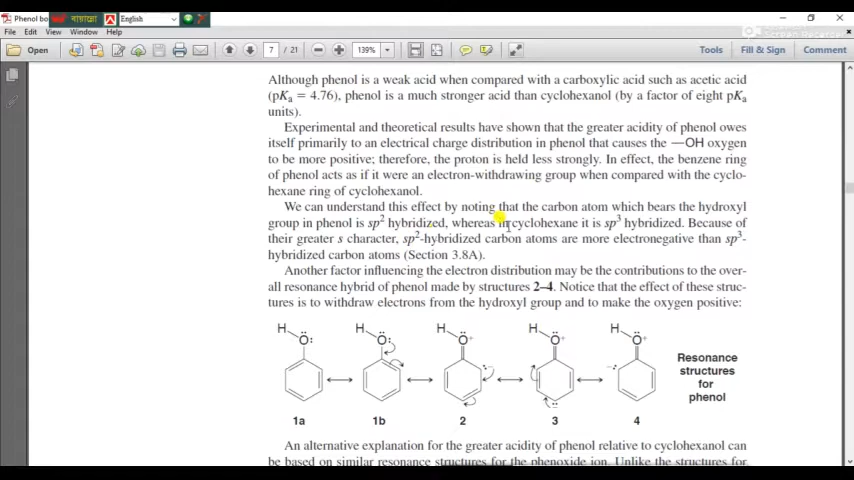 Phenol bo
বায়ান্নো
English
File Edit View Window Help
Open
7 / 21
139%
Tools Fill & Sign Comment
Although phenol is a weak acid when compared with a carboxylic acid such as acetic acid
(pKa = 4.76), phenol is a much stronger acid than cyclohexanol (by a factor of eight pKa
units).
Experimental and theoretical results have shown that the greater acidity of phenol owes
itself primarily to an electrical charge distribution in phenol that causes the —OH oxygen
to be more positive; therefore, the proton is held less strongly. In effect, the benzene ring
of phenol acts as if it were an electron-withdrawing group when compared with the cyclo-
hexane ring of cyclohexanol.
We can understand this effect by noting that the carbon atom which bears the hydroxyl
group in phenol is sp2 hybridized, whereas in cyclohexane it is sp3 hybridized. Because of
their greater s character, sp2-hybridized carbon atoms are more electronegative than sp3-
hybridized carbon atoms (Section 3.8A).
Another factor influencing the electron distribution may be the contributions to the over-
all resonance hybrid of phenol made by structures 2–4. Notice that the effect of these struc-
tures is to withdraw electrons from the hydroxyl group and to make the oxygen positive:
H H H H H
O: O: O+ O+ O+
Resonance
structures
for
phenol
1a 1b 2 3 4
An alternative explanation for the greater acidity of phenol relative to cyclohexanol can
be based on similar resonance structures for the phenoxide ion. Unlike the structures for